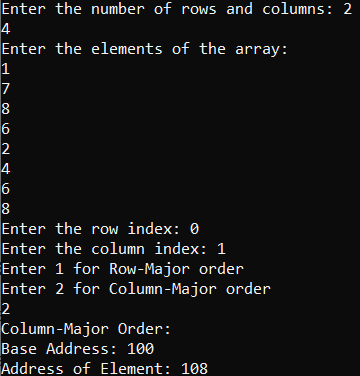 Enter the number of rows and columns: 2
4
Enter the elements of the array:
1
7
8
6
2
4
6
8
Enter the row index: 0
Enter the column index: 1
Enter 1 for Row-Major order
Enter 2 for Column-Major order
2
Column-Major Order:
Base Address: 100
Address of Element: 108